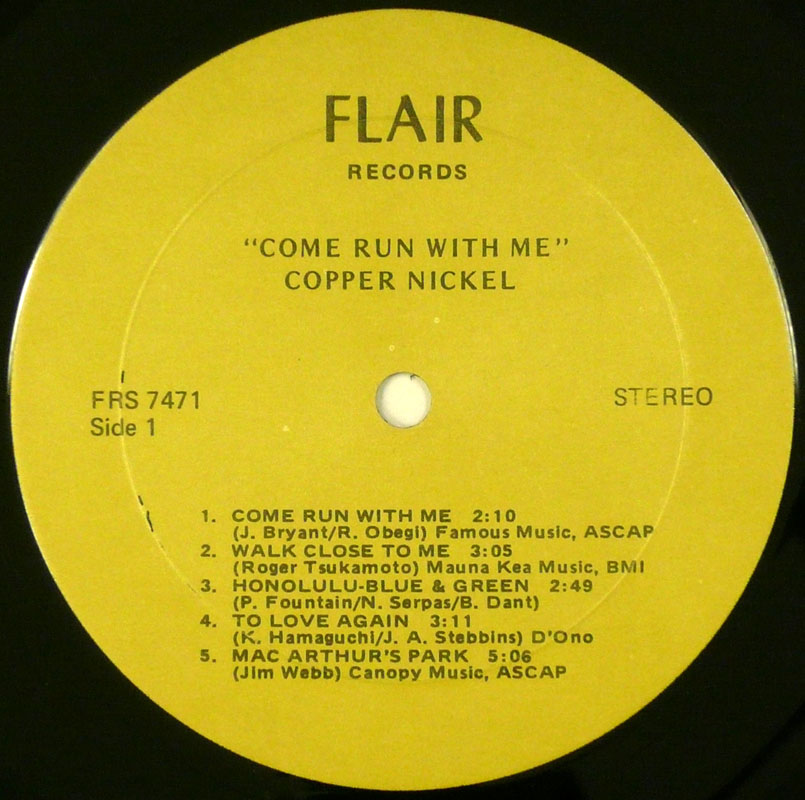 FLAIR
RECORDS
"COME RUN WITH ME"
COPPER NICKEL
FRS 7471
Side 1
STEREO
1. COME RUN WITH ME 2:10
(J. Bryant/R. Obegi) Famous Music, ASCAP
2. WALK CLOSE TO ME 3:05
(Roger Tsukamoto) Mauna Kea Music, BMI
3. HONOLULU-BLUE & GREEN 2:49
(P. Fountain/N. Serpas/B. Dant)
4. TO LOVE AGAIN 3:11
(K. Hamaguchi/J. A. Stebbins) D'Ono
5. MAC ARTHUR'S PARK 5:06
(Jim Webb) Canopy Music, ASCAP